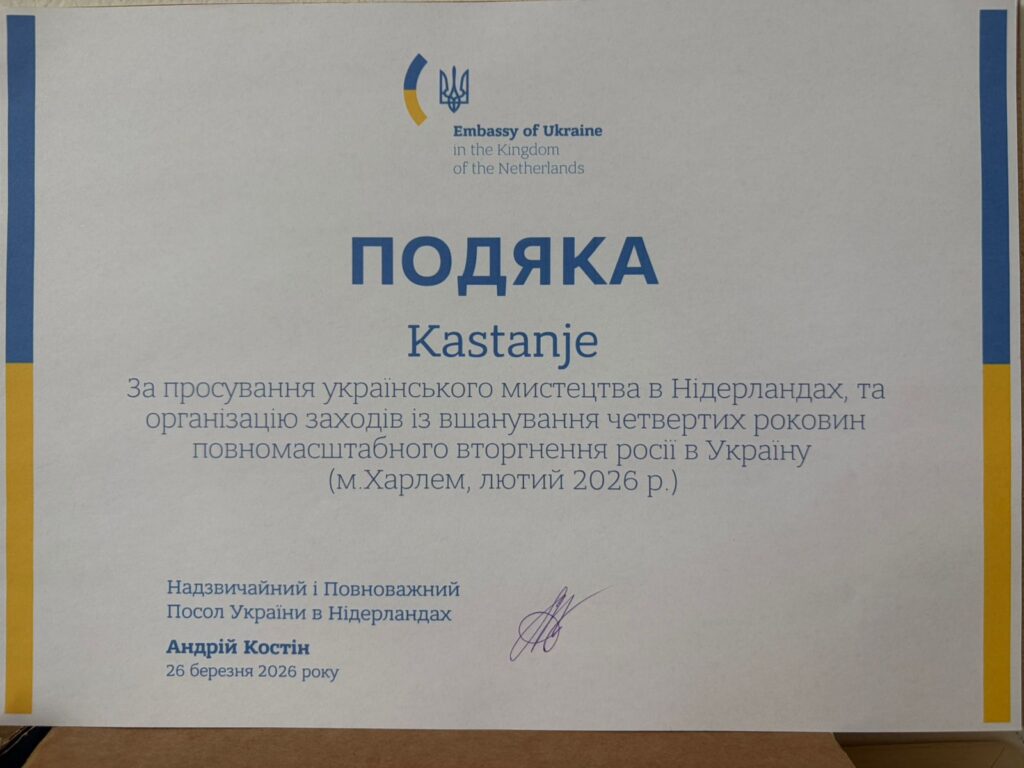 Embassy of Ukraine
in the Kingdom
of the Netherlands
ПОДЯКА
Kastanje
За просування українського мистецтва в Нідерландах, та
організацію заходів із вшанування четвертих роковин
повномасштабного вторгнення росії в Україну
(м.Харлем, лютий 2026 р.)
Надзвичайний і Повноважний
Посол України в Нідерландах
Андрій Костін
26 березня 2026 року